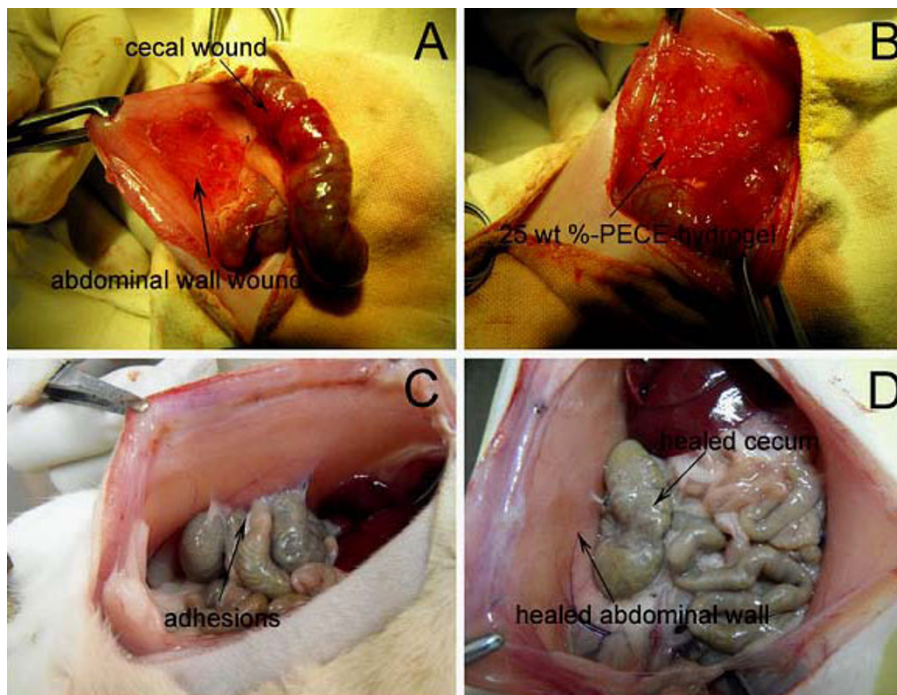 A
cecal wound
abdominal wall wound
B
25 wt %-PECE-hydrogel
C
adhesions
D
healed cecum
healed abdominal wall